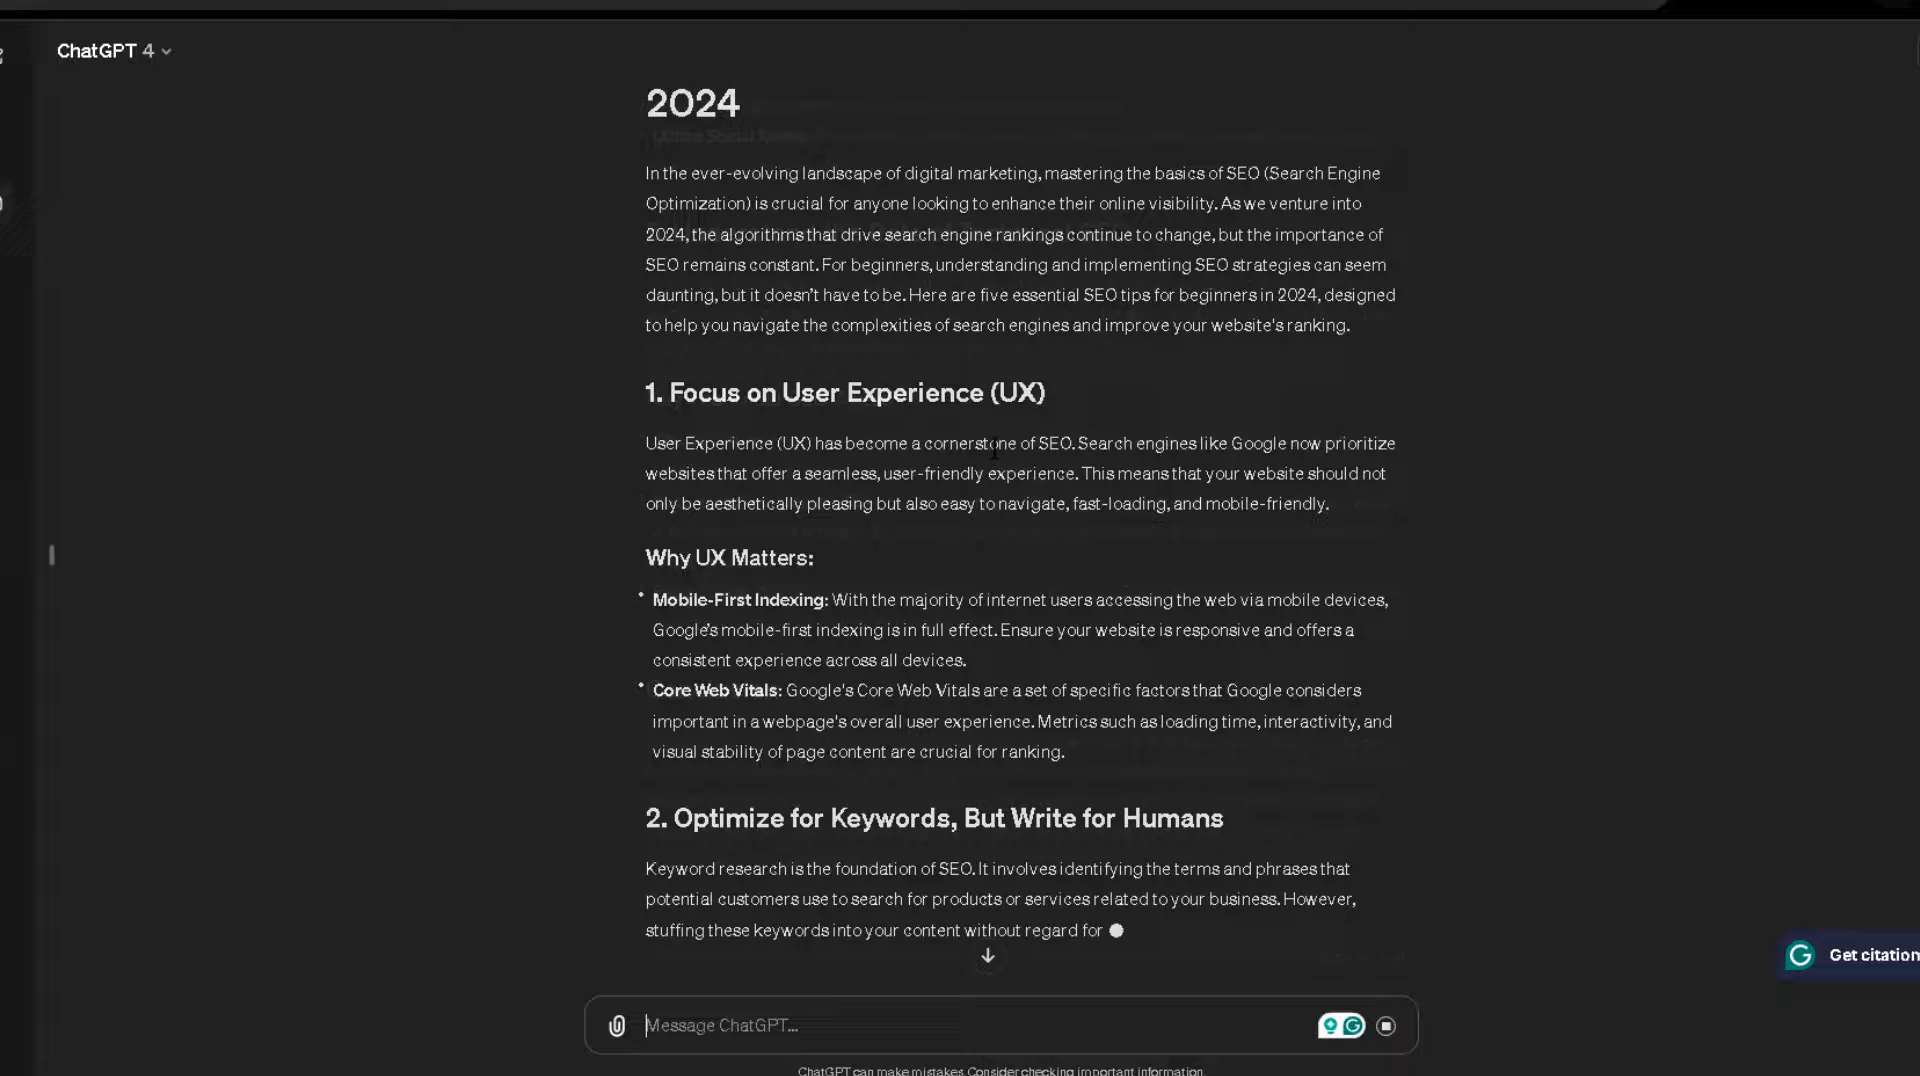 ChatGPT 4
2024
In the ever-evolving landscape of digital marketing, mastering the basics of SEO (Search Engine
Optimization) is crucial for anyone looking to enhance their online visibility. As we venture into
2024, the algorithms that drive search engine rankings continue to change, but the importance of
SEO remains constant. For beginners, understanding and implementing SEO strategies can seem
daunting, but it doesn't have to be. Here are five essential SEO tips for beginners in 2024, designed
to help you navigate the complexities of search engines and improve your website's ranking.
1. Focus on User Experience (UX)
User Experience (UX) has become a cornerstone of SEO. Search engines like Google now prioritize
websites that offer a seamless, user-friendly experience. This means that your website should not
only be aesthetically pleasing but also easy to navigate, fast-loading, and mobile-friendly.
Why UX Matters:
• Mobile-First Indexing: With the majority of internet users accessing the web via mobile devices,
Google's mobile-first indexing is in full effect. Ensure your website is responsive and offers a
consistent experience across all devices.
• Core Web Vitals: Google's Core Web Vitals are a set of specific factors that Google considers
important in a webpage's overall user experience. Metrics such as loading time, interactivity, and
visual stability of page content are crucial for ranking.
2. Optimize for Keywords, But Write for Humans
Keyword research is the foundation of SEO. It involves identifying the terms and phrases that
potential customers use to search for products or services related to your business. However,
stuffing these keywords into your content without regard for
Get citation
Message ChatGPT...
ChatGPT can make mistakes. Consider checking important information.